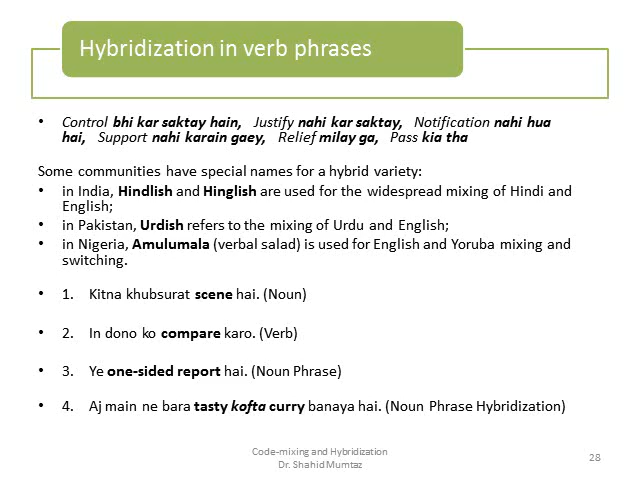 Hybridization in verb phrases
• Control bhi kar saktay hain, Justify nahi kar saktay, Notification nahi hua
hai, Support nahi karain gaey, Relief milay ga, Pass kia tha
Some communities have special names for a hybrid variety:
• in India, Hindlish and Hinglish are used for the widespread mixing of Hindi and
English;
• in Pakistan, Urdish refers to the mixing of Urdu and English;
• in Nigeria, Amulumala (verbal salad) is used for English and Yoruba mixing and
switching.
• 1. Kitna khubsurat scene hai. (Noun)
• 2. In dono ko compare karo. (Verb)
• 3. Ye one-sided report hai. (Noun Phrase)
• 4. Aj main ne bara tasty kofta curry banaya hai. (Noun Phrase Hybridization)
Code-mixing and Hybridization
Dr. Shahid Mumtaz
28